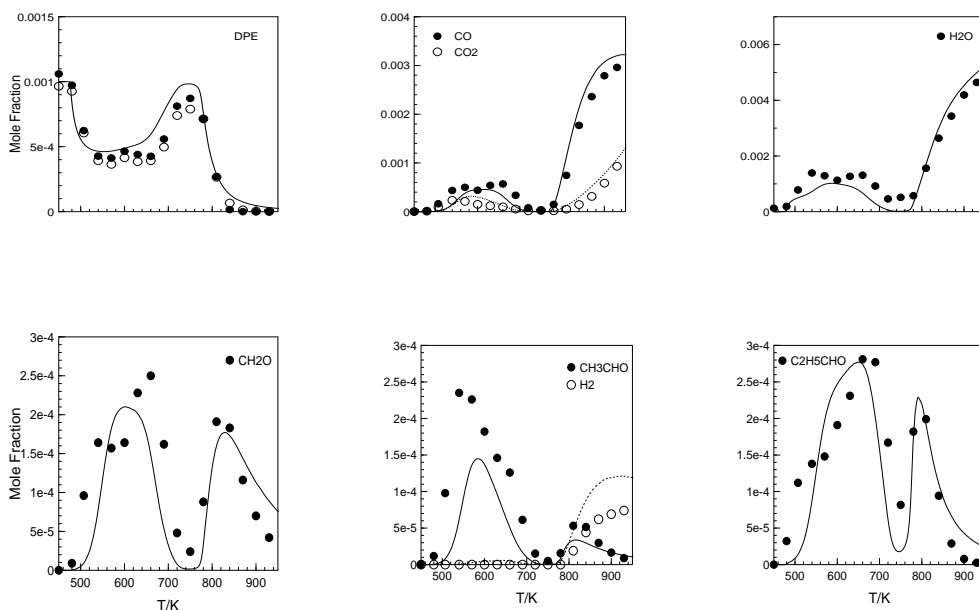 0.0015
DPE
0.001
5e-4
0
Mole Fraction
0.004
CO
CO2
0.003
0.002
0.001
0
H2O
0.006
0.004
0.002
0.000
3e-4
CH2O
2.5e-4
2e-4
1.5e-4
1e-4
5e-5
0
Mole Fraction
500 600 700 800 900
T/K
3e-4
CH3CHO
H2
2.5e-4
2e-4
1.5e-4
1e-4
5e-5
0
500 600 700 800 900
T/K
3e-4
C2H5CHO
2.5e-4
2e-4
1.5e-4
1e-4
5e-5
0
500 600 700 800 900
T/K